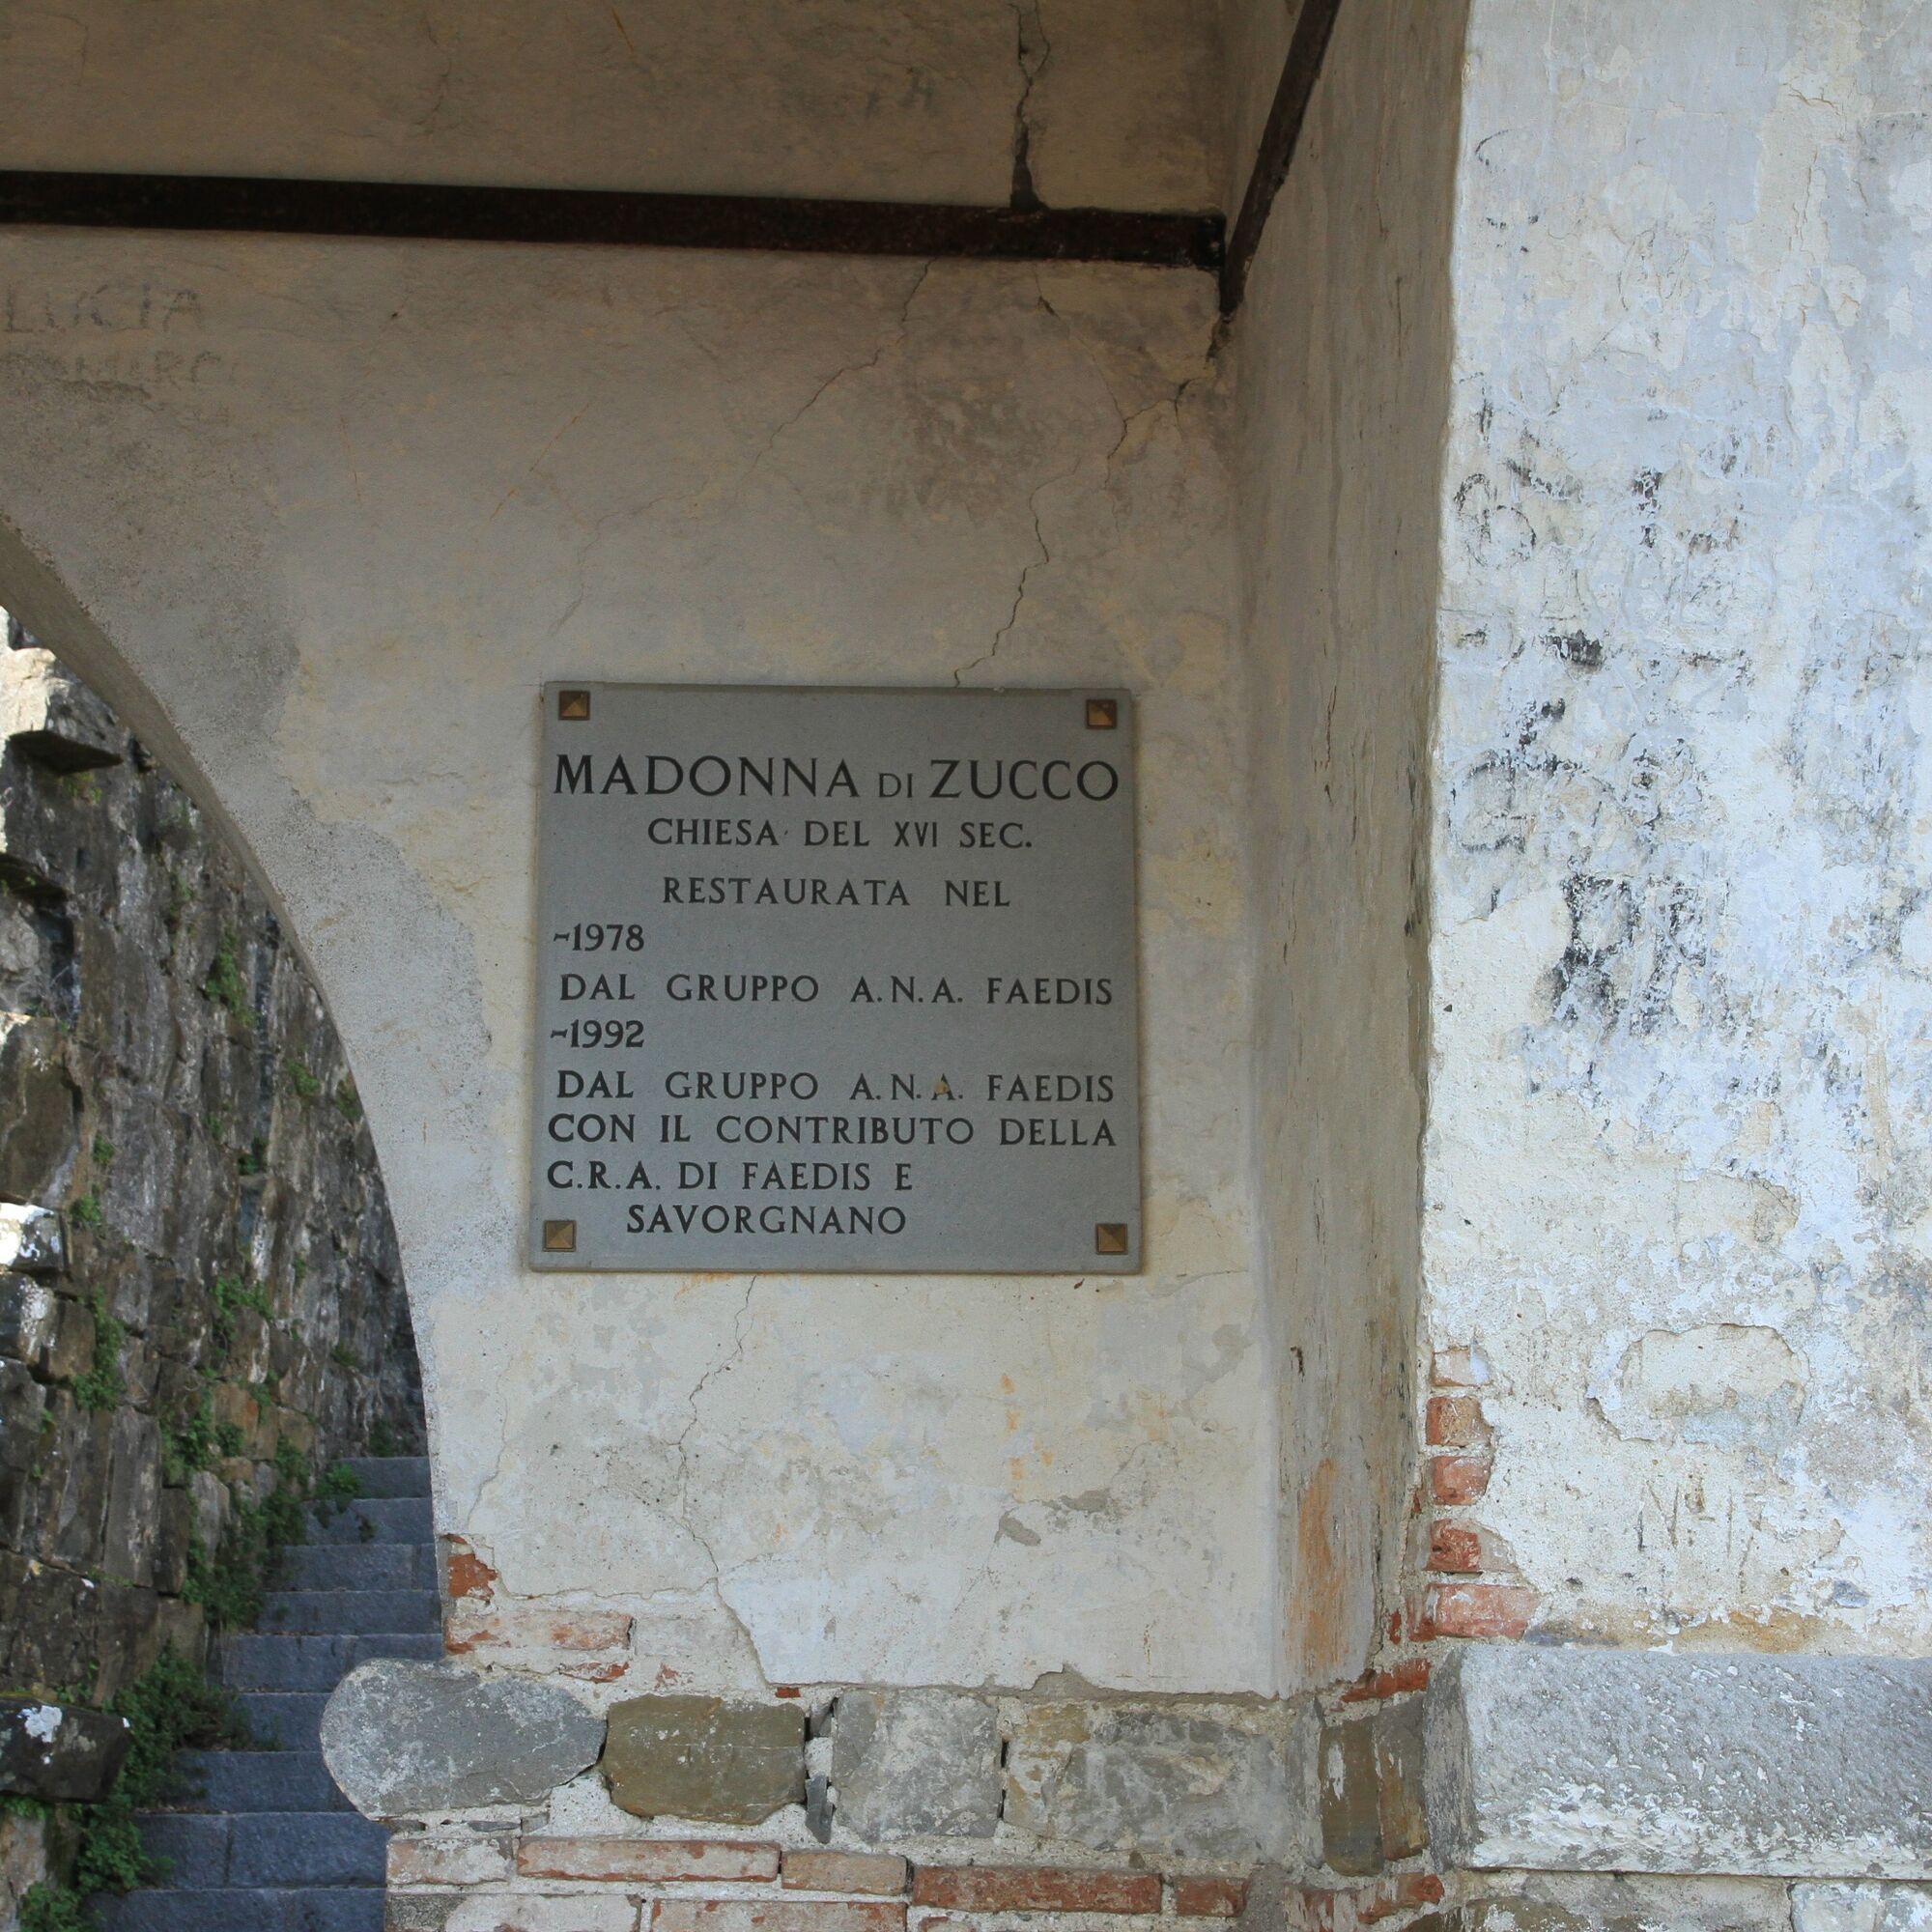 LUCIA
MADONNA DI ZUCCO
CHIESA DEL XVI SEC.
RESTAURATA NEL
~1978
DAL GRUPPO A.N.A. FAEDIS
~1992
DAL GRUPPO A.N.A. FAEDIS
CON IL CONTRIBUTO DELLA
C.R.A. DI FAEDIS E
SAVORGNANO